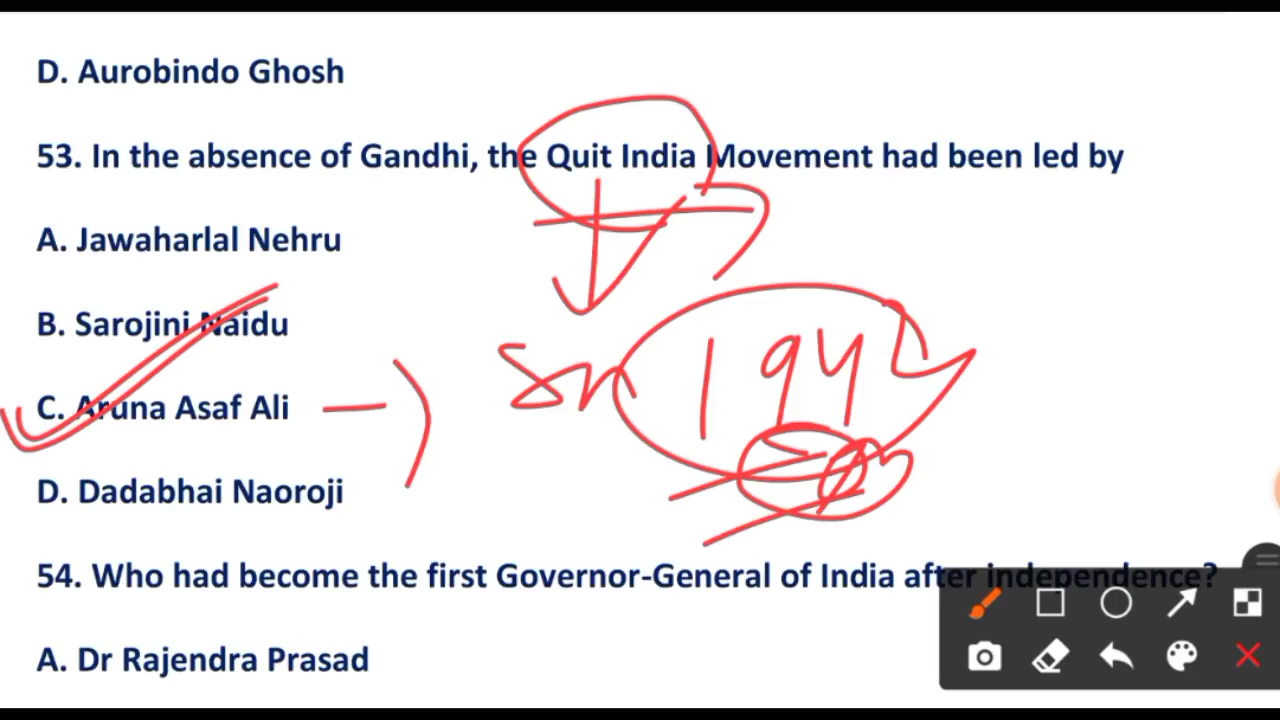 D. Aurobindo Ghosh
53. In the absence of Gandhi, the Quit India Movement had been led by
A. Jawaharlal Nehru
B. Sarojini Naidu
C. Aruna Asaf Ali
1942
D. Dadabhai Naoroji
54. Who had become the first Governor-General of India after independence?
A. Dr Rajendra Prasad